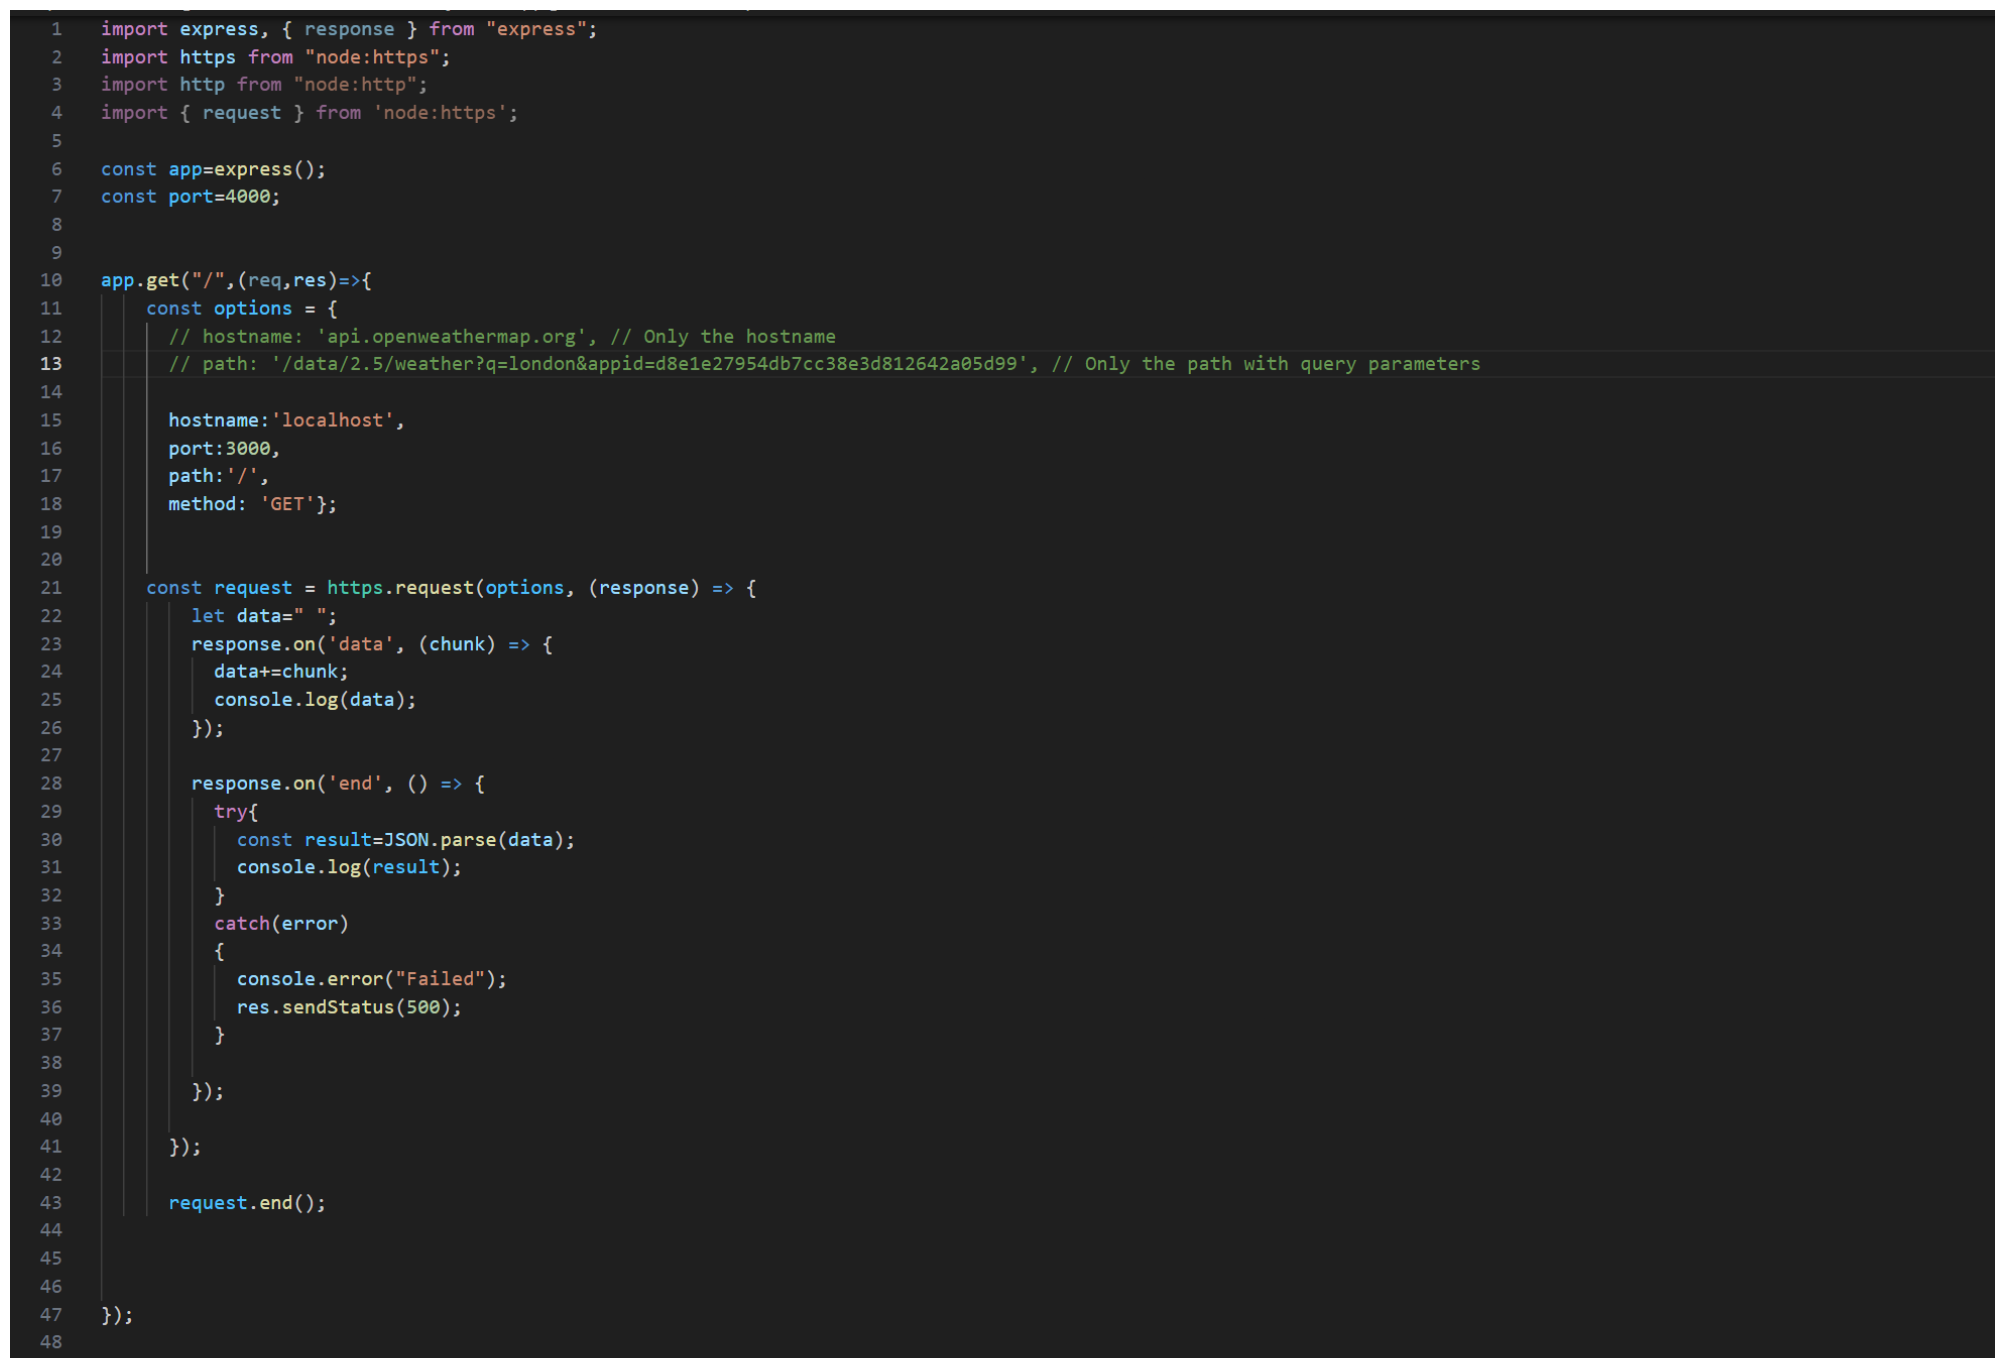 1 import express, { response } from "express";
2 import https from "node:https";
3 import http from "node:http";
4 import { request } from 'node:https';
5
6 const app=express();
7 const port=4000;
8
9
10 app.get("/",(req,res)=>{
11 const options = {
12 // hostname: 'api.openweathermap.org', // Only the hostname
13 // path: '/data/2.5/weather?q=london&appid=d8e1e27954db7cc38e3d812642a05d99', // Only the path with query parameters
14
15 hostname:'localhost',
16 port:3000,
17 path:'/',
18 method: 'GET'};
19
20
21 const request = https.request(options, (response) => {
22 let data=" ";
23 response.on('data', (chunk) => {
24 data+=chunk;
25 console.log(data);
26 });
27
28 response.on('end', () => {
29 try{
30 const result=JSON.parse(data);
31 console.log(result);
32 }
33 catch(error)
34 {
35 console.error("Failed");
36 res.sendStatus(500);
37 }
38
39 });
40
41 });
42
43 request.end();
44
45
46
47 });
48